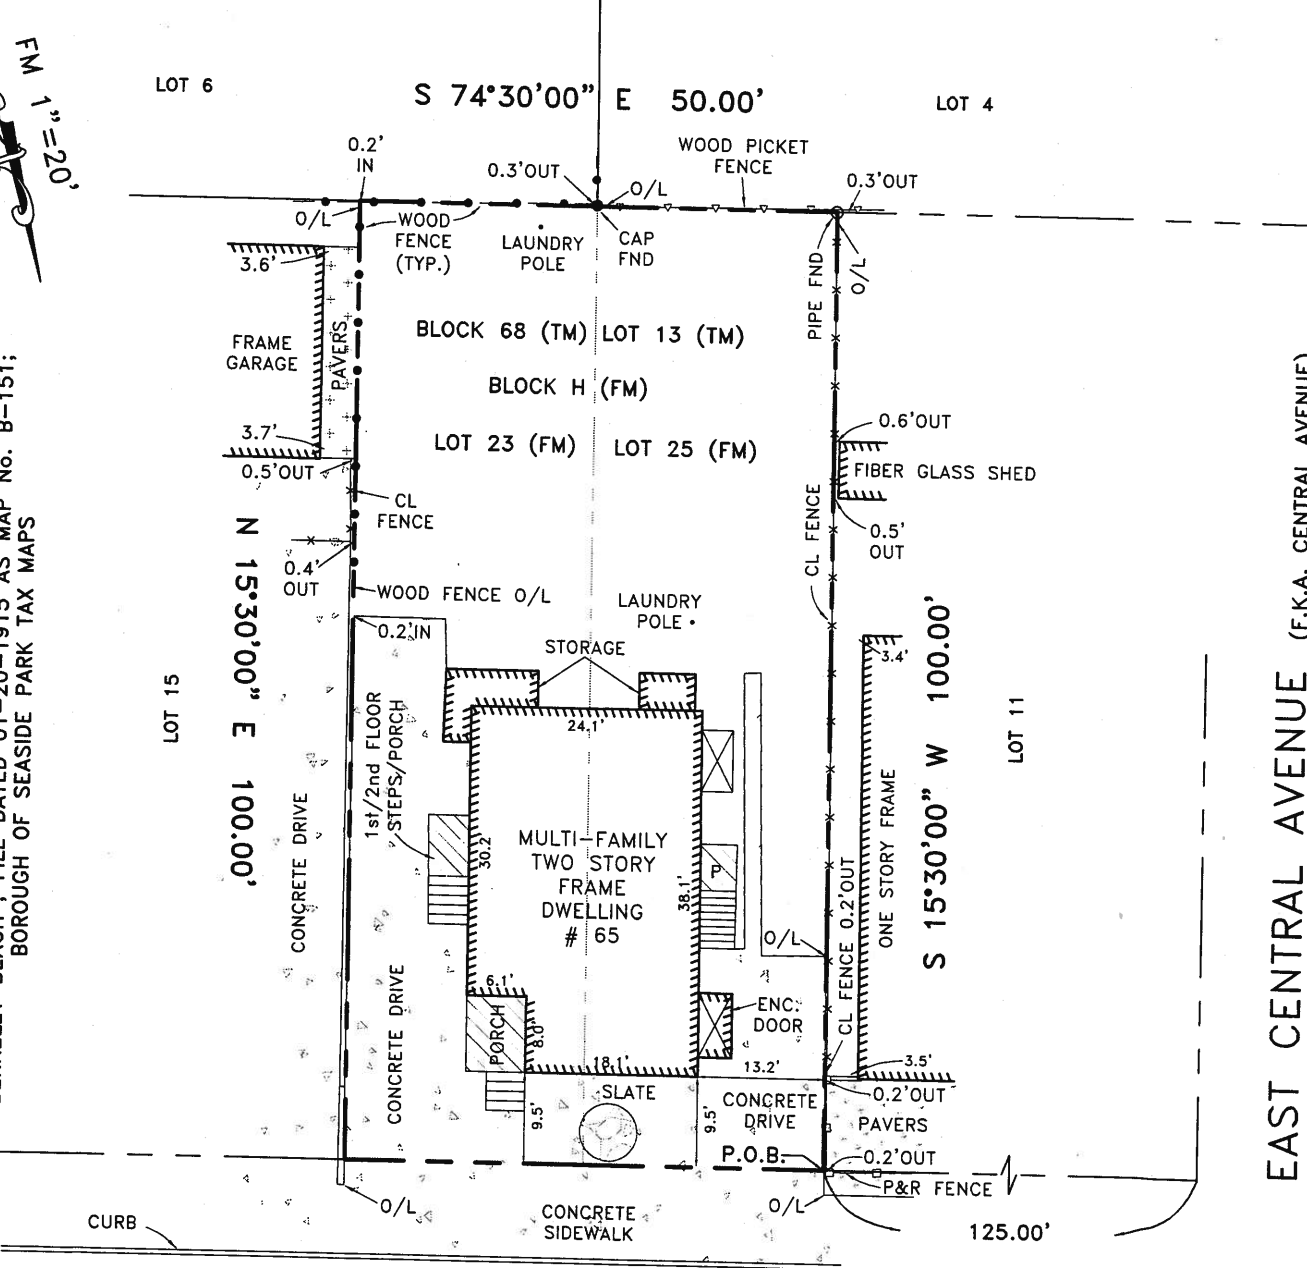 FM 1"=20'
LOT 6
S 74°30'00" E 50.00'
LOT 4
0.2'
IN
0.3'OUT
O/L
WOOD PICKET
FENCE
0.3'OUT
O/L
WOOD
FENCE
(TYP.)
LAUNDRY
POLE
CAP
FND
PIPE FND
O/L
3.6'
FRAME
GARAGE
PAVERS
3.7'
0.5'OUT
BLOCK 68 (TM) LOT 13 (TM)
BLOCK H (FM)
LOT 23 (FM) LOT 25 (FM)
0.6'OUT
FIBER GLASS SHED
0.5'
OUT
CL FENCE
CL
FENCE
0.4'
OUT
WOOD FENCE O/L
0.2'IN
LAUNDRY
POLE
STORAGE
N 15°30'00" E 100.00'
LOT 15
AS MAP No. B-151;
BOROUGH OF SEASIDE PARK TAX MAPS
CONCRETE DRIVE
1st/2nd FLOOR
STEPS/PORCH
24.1'
30.2'
MULTI-FAMILY
TWO STORY
FRAME
DWELLING
# 65
38.1'
P
3.4'
ONE STORY FRAME
S 15°30'00" W 100.00'
LOT 11
EAST CENTRAL AVENUE (F.K.A. CENTRAL AVENUE)
O/L
CL FENCE 0.2'OUT
6.1'
PORCH
8.0'
18.1'
ENC.
DOOR
13.2'
3.5'
CONCRETE DRIVE
9.5'
SLATE
9.5'
CONCRETE
DRIVE
0.2'OUT
PAVERS
P.O.B.
0.2'OUT
P&R FENCE
O/L
O/L
CURB
CONCRETE
SIDEWALK
125.00'